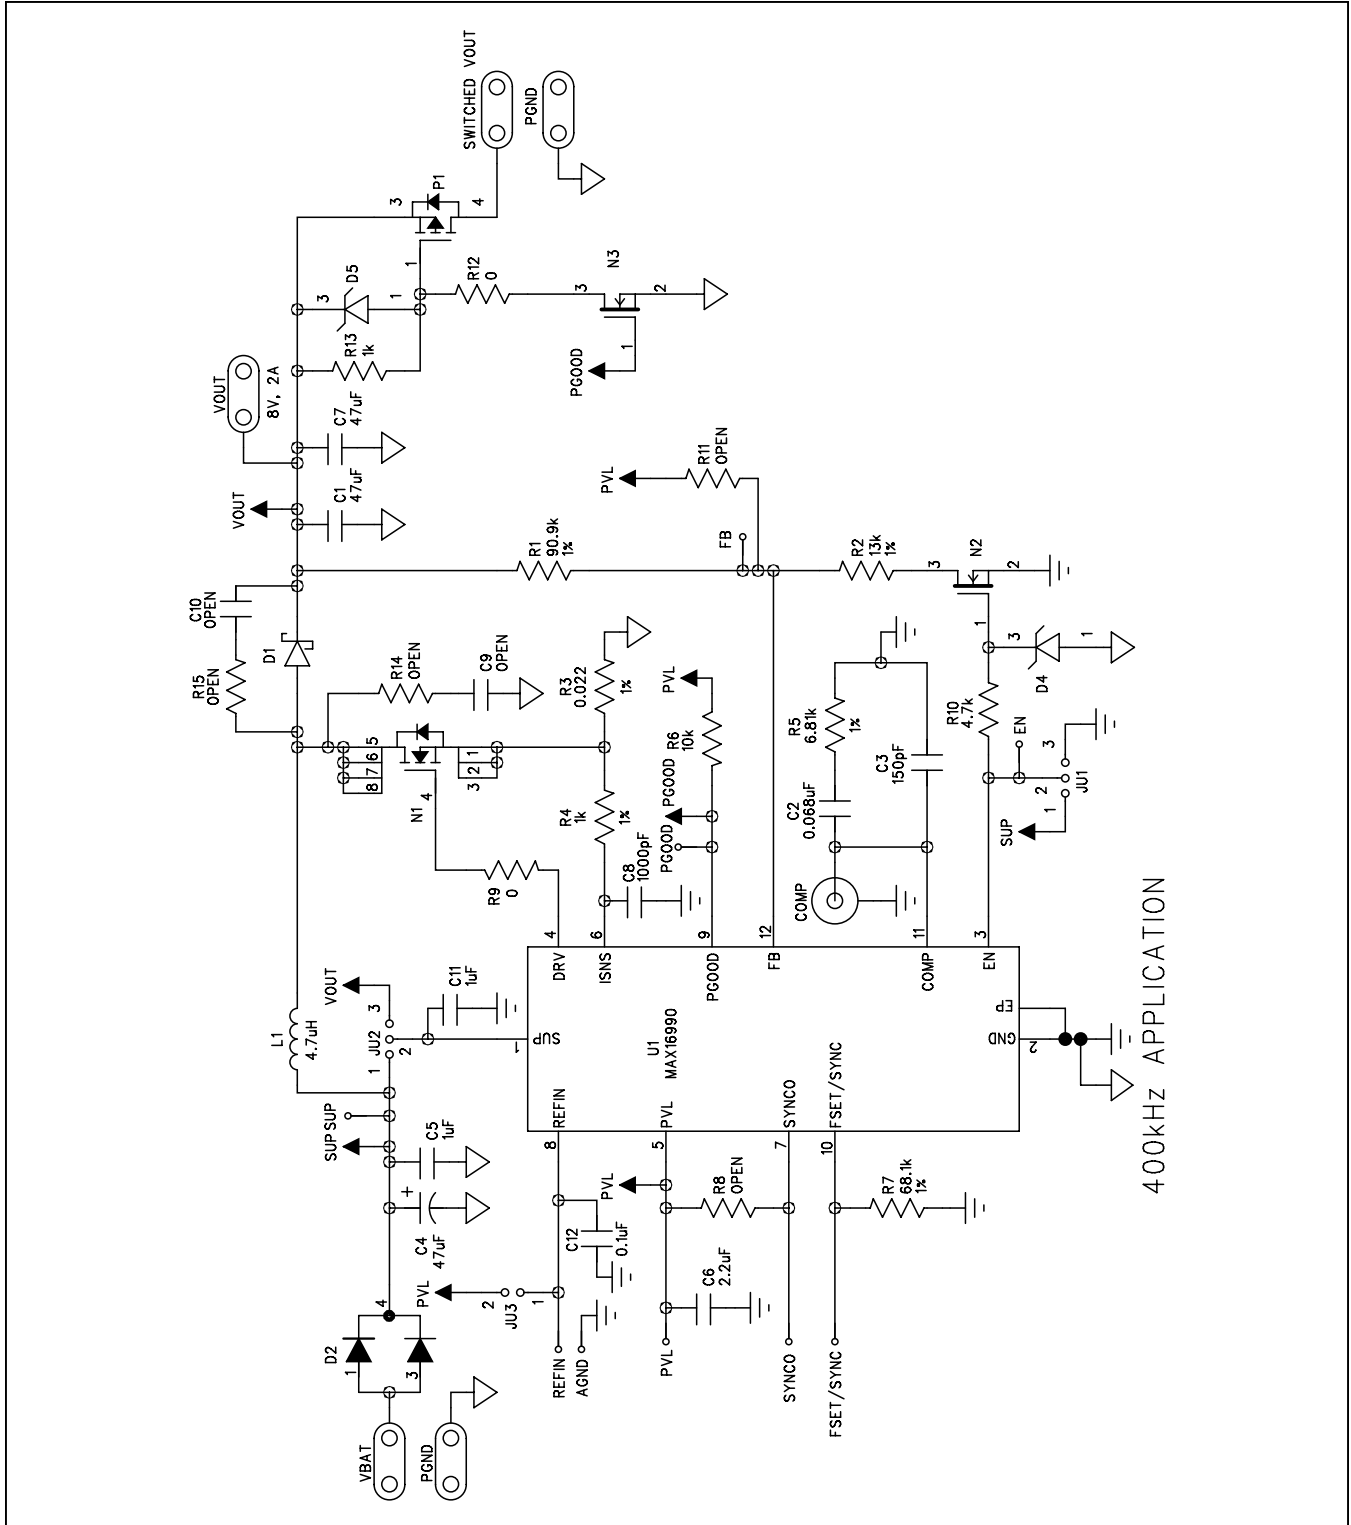 VBAT
PGND
D2
1
3
4
C4
47uF
+
C5
1uF
SUP
SUP
L1
4.7uH
JU2
1
2
3
VOUT
C11
1uF
R15
OPEN
C10
OPEN
D1
VOUT
C1
47uF
C7
47uF
VOUT
8V, 2A
R13
1k
D5
3
1
1
P1
3
4
SWITCHED VOUT
PGND
R12
0
N3
3
2
1
PGOOD
R14
OPEN
C9
OPEN
N1
8
7
6
5
4
3
2
1
R9
0
R3
0.022
1%
R4
1k
1%
C8
1000pF
R1
90.9k
1%
FB
PVL
R11
OPEN
R2
13k
1%
N2
3
2
1
D4
3
1
R10
4.7k
EN
JU1
1
2
3
SUP
PVL
R6
10k
PGOOD
PGOOD
R5
6.81k
1%
C2
0.068uF
C3
150pF
COMP
PVL
JU3
2
1
REFIN
AGND
C12
0.1uF
PVL
PVL
C6
2.2uF
R8
OPEN
SYNCO
FSET/SYNC
R7
68.1k
1%
U1
MAX16990
8
REFIN
5
PVL
7
SYNCO
10
FSET/SYNC
1
SUP
4
DRV
6
ISNS
9
PGOOD
12
FB
11
COMP
3
EN
EP
GND
2
400kHz APPLICATION